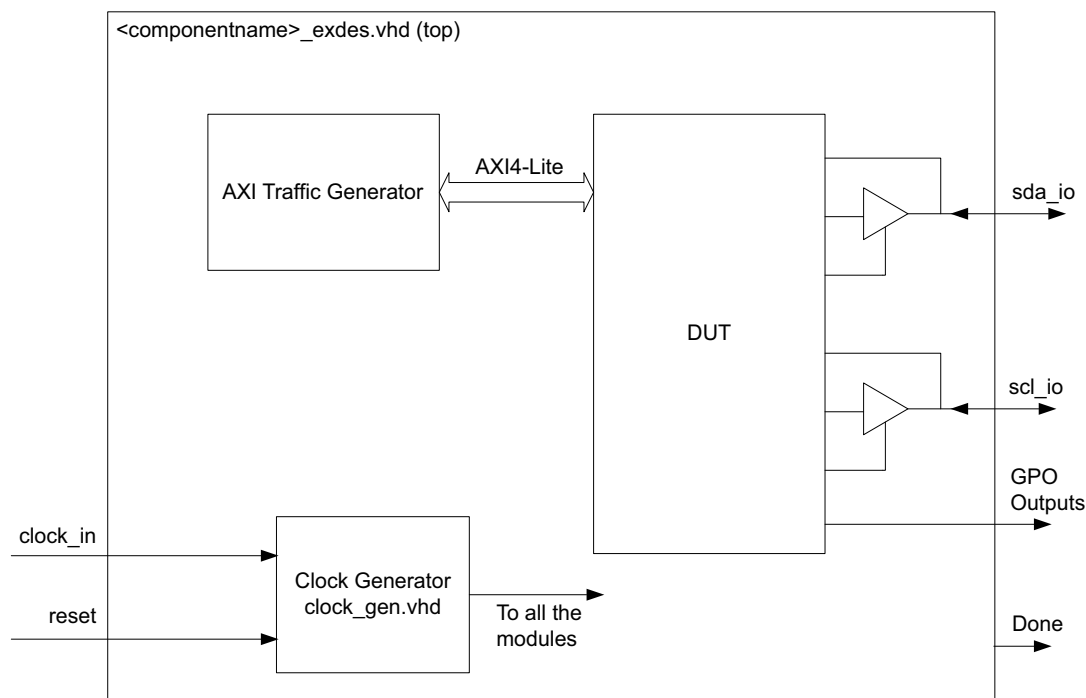 <componentname>_exdes.vhd (top)
AXI Traffic Generator
AXI4-Lite
DUT
sda_io
scl_io
GPO
Outputs
clock_in
reset
Clock Generator
clock_gen.vhd
To all the
modules
Done